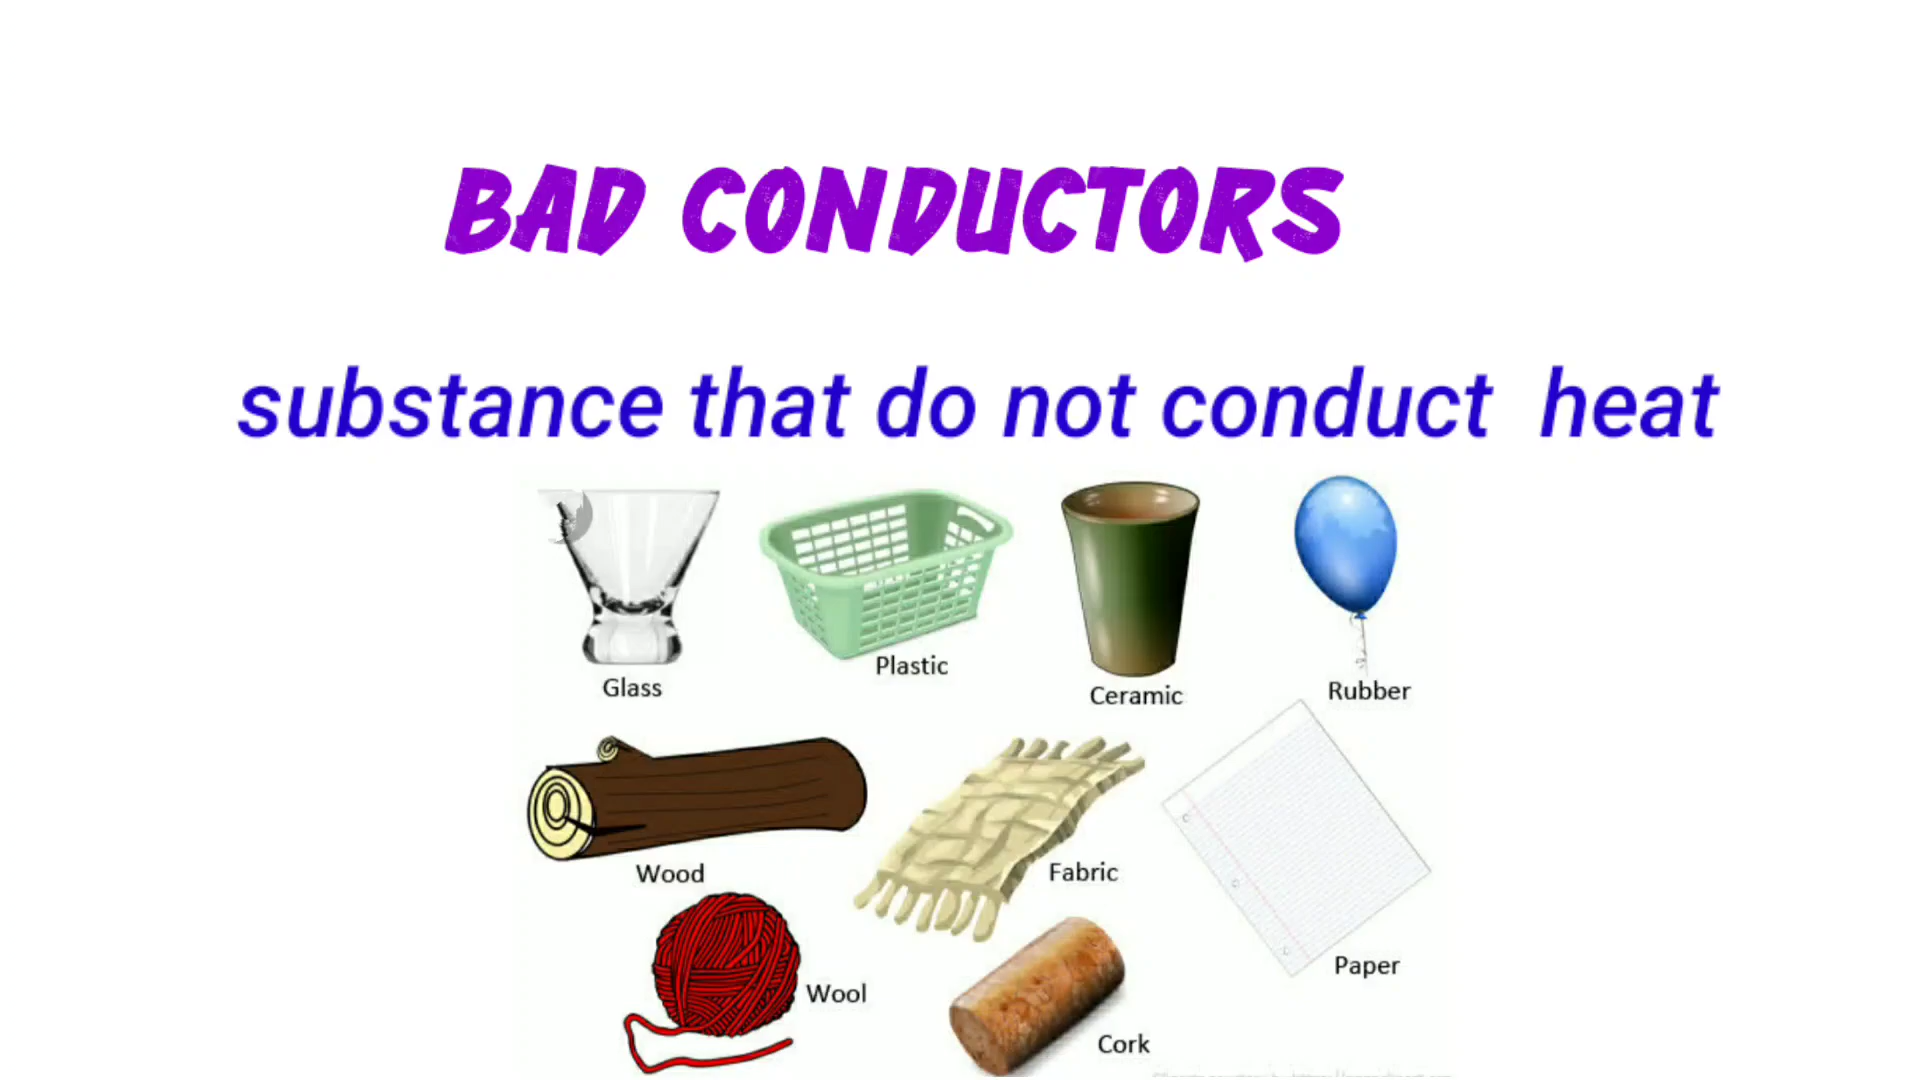 BAD CONDUCTORS
substance that do not conduct heat
Glass
Plastic
Ceramic
Rubber
Wood
Fabric
Paper
Wool
Cork